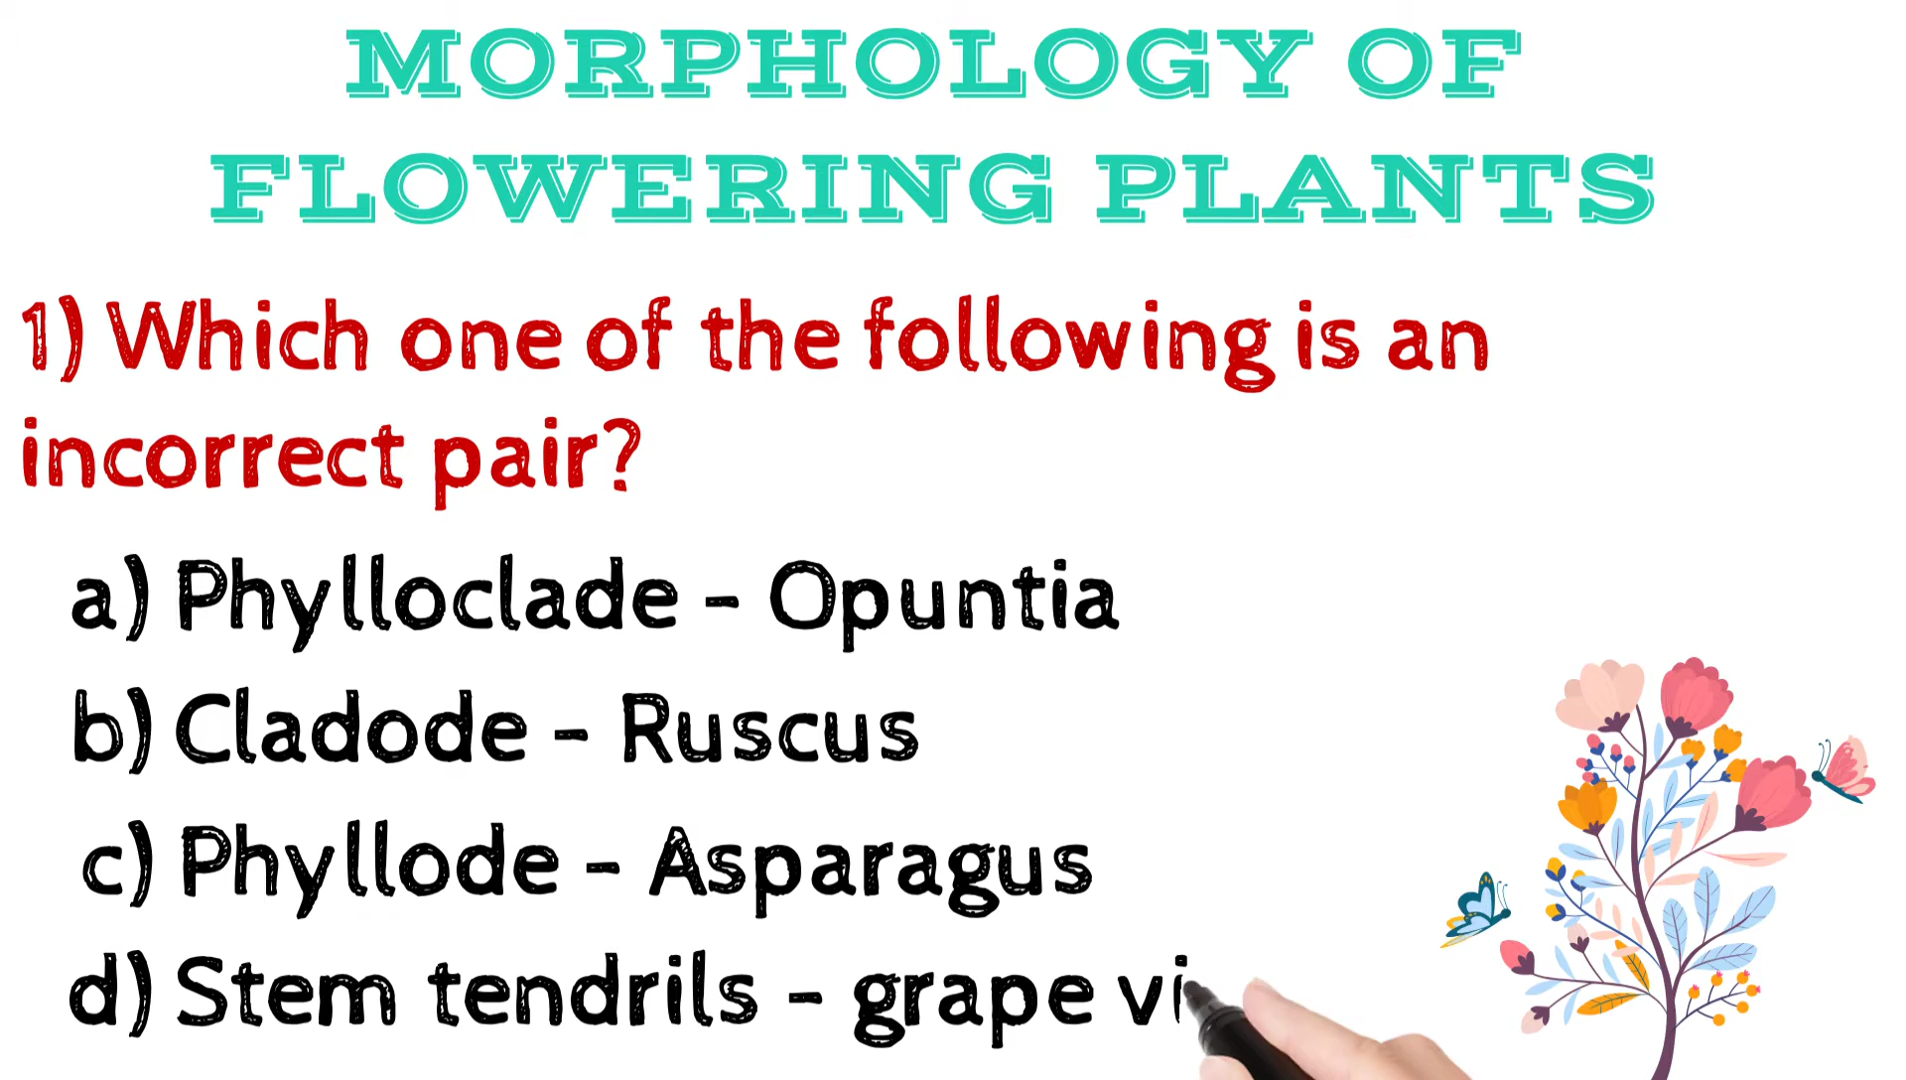 MORPHOLOGY OF
FLOWERING PLANTS
1) Which one of the following is an
incorrect pair?
a) Phylloclade - Opuntia
b) Cladode - Ruscus
c) Phyllode - Asparagus
d) Stem tendrils - grape vi